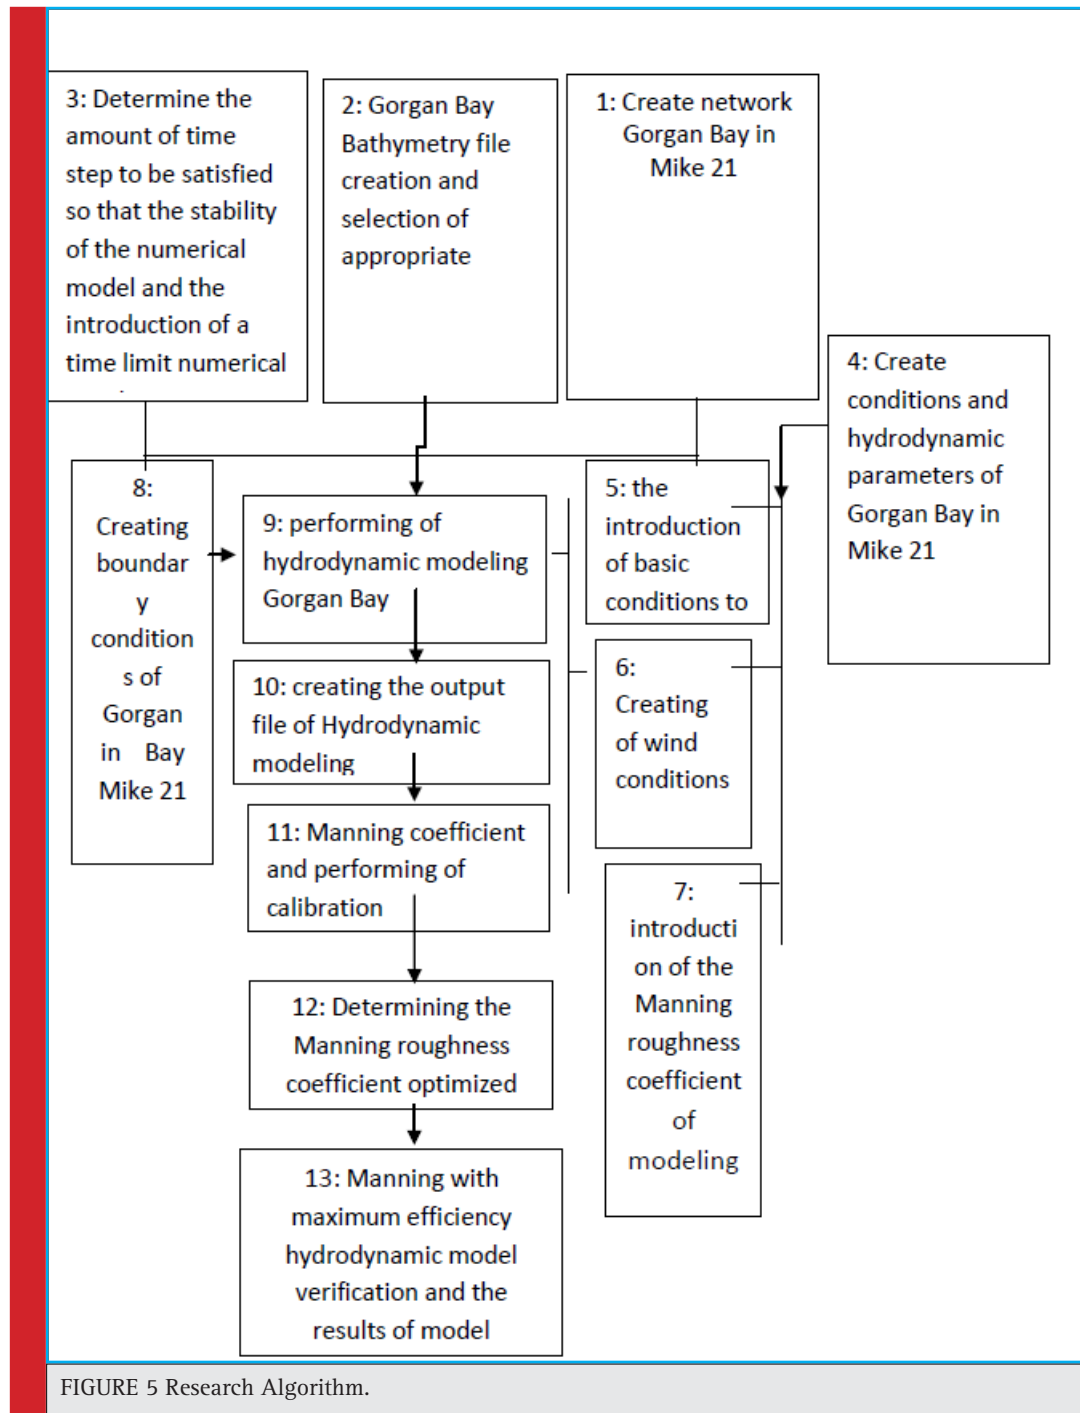 3: Determine the
amount of time
step to be satisfied
so that the stability
of the numerical
model and the
introduction of a
time limit numerical
2: Gorgan Bay
Bathymetry file
creation and
selection of
appropriate
1: Create network
Gorgan Bay in
Mike 21
4: Create
conditions and
hydrodynamic
parameters of
Gorgan Bay in
Mike 21
8:
Creating
boundar
y
condition
s of
Gorgan
in Bay
Mike 21
9: performing of
hydrodynamic modeling
Gorgan Bay
5: the
introduction
of basic
conditions to
10: creating the output
file of Hydrodynamic
modeling
6:
Creating
of wind
conditions
11: Manning coefficient
and performing of
calibration
7:
introducti
on of the
Manning
roughness
coefficient
of
modeling
12: Determining the
Manning roughness
coefficient optimized
13: Manning with
maximum efficiency
hydrodynamic model
verification and the
results of model
FIGURE 5 Research Algorithm.